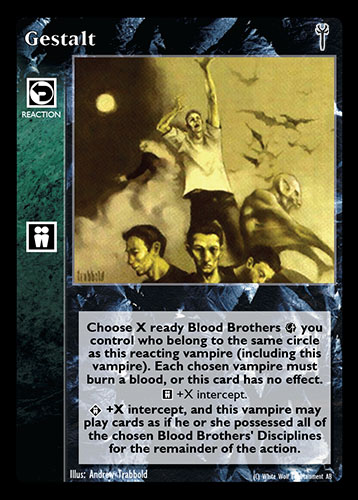 Gestalt
REACTION
Trabbold
Choose X ready Blood Brothers you
control who belong to the same circle
as this reacting vampire (including this
vampire). Each chosen vampire must
burn a blood, or this card has no effect.
+X intercept.
+X intercept, and this vampire may
play cards as if he or she possessed all of
the chosen Blood Brothers' Disciplines
for the remainder of the action.
Illus: Andrew Trabbold
(C) White Wolf Entertainment AB